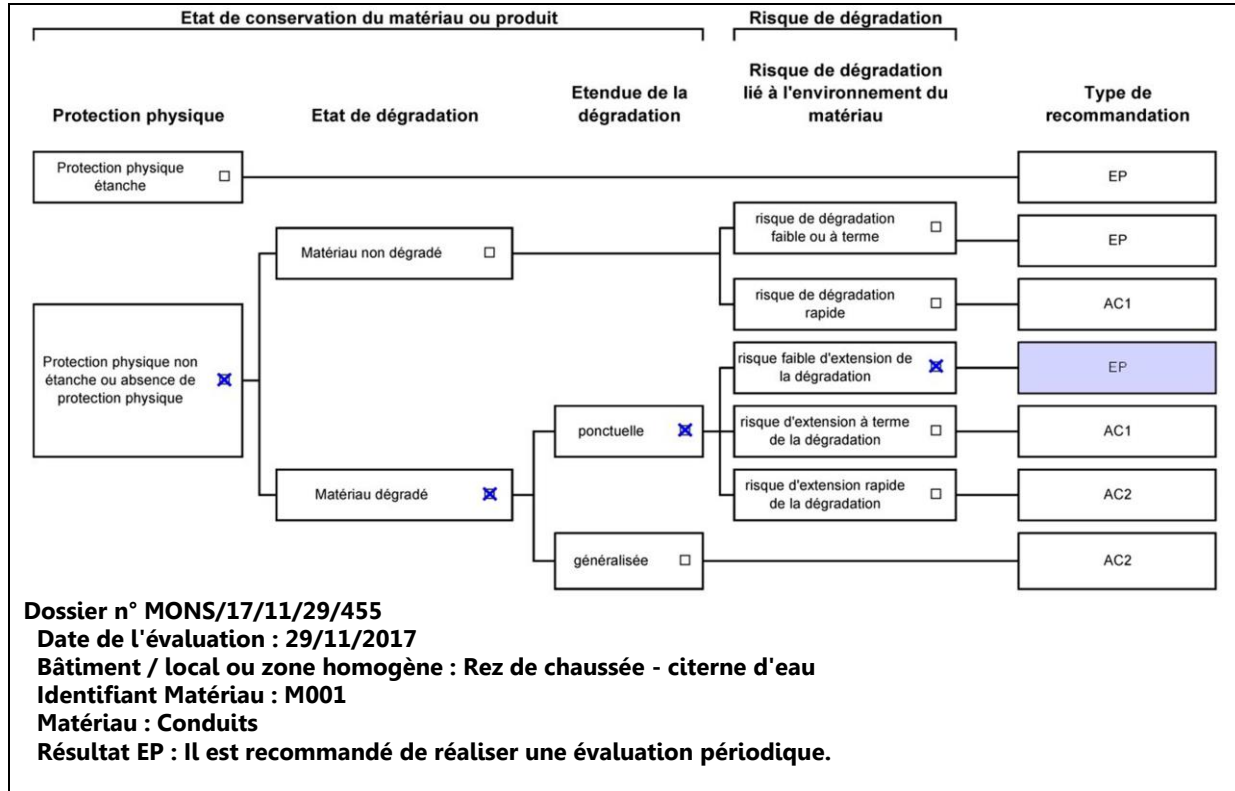 Etat de conservation du matériau ou produit
Risque de dégradation
Protection physique
Etat de dégradation
Etendue de la
dégradation
Risque de dégradation
lié à l'environnement du
matériau
Type de
recommandation
Protection physique
étanche
EP
risque de dégradation
faible ou à terme
EP
Matériau non dégradé
risque de dégradation
rapide
AC1
Protection physique non
étanche ou absence de
protection physique
risque faible d'extension de
la dégradation
EP
ponctuelle
risque d'extension à terme
de la dégradation
AC1
Matériau dégradé
risque d'extension rapide
de la dégradation
AC2
généralisée
AC2
Dossier n° MONS/17/11/29/455
Date de l'évaluation : 29/11/2017
Bâtiment / local ou zone homogène : Rez de chaussée - citerne d'eau
Identifiant Matériau : M001
Matériau : Conduits
Résultat EP : Il est recommandé de réaliser une évaluation périodique.